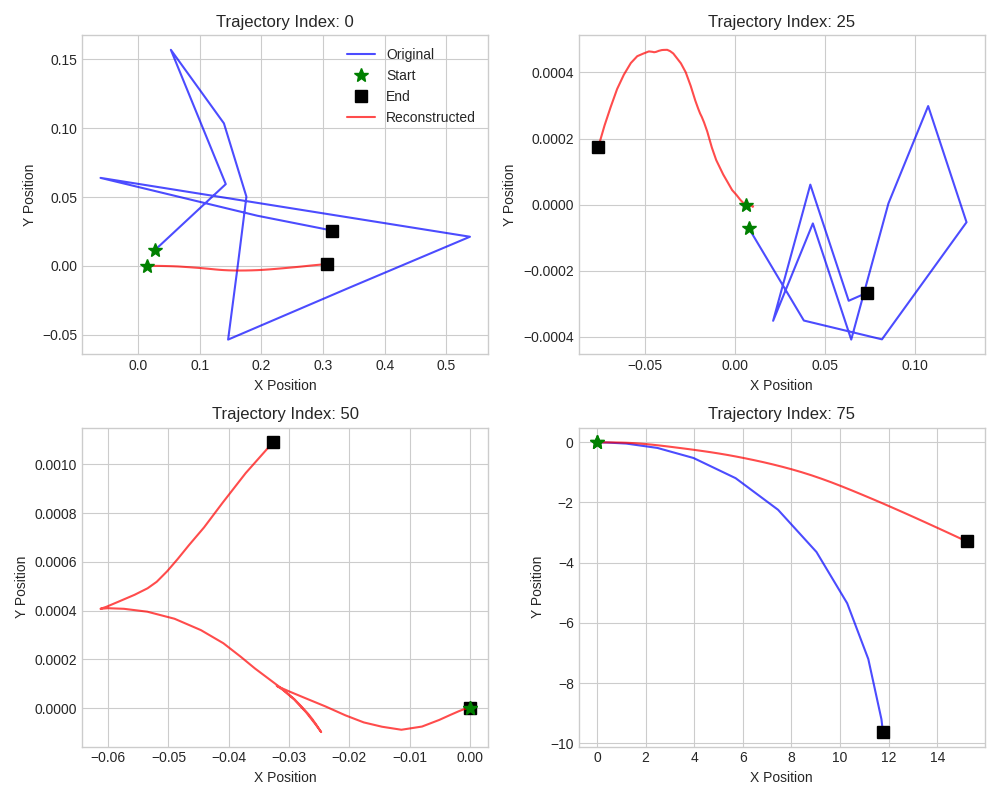 Trajectory Index: 0
0.15
0.10
0.05
0.00
−0.05
0.0 0.1 0.2 0.3 0.4 0.5
X Position
Y Position
Original
Start
End
Reconstructed
Trajectory Index: 25
0.0004
0.0002
0.0000
−0.0002
−0.0004
−0.05 0.00 0.05 0.10
X Position
Y Position
Trajectory Index: 50
0.0010
0.0008
0.0006
0.0004
0.0002
0.0000
−0.06 −0.05 −0.04 −0.03 −0.02 −0.01 0.00
X Position
Y Position
Trajectory Index: 75
0
−2
−4
−6
−8
−10
0 2 4 6 8 10 12 14
X Position
Y Position